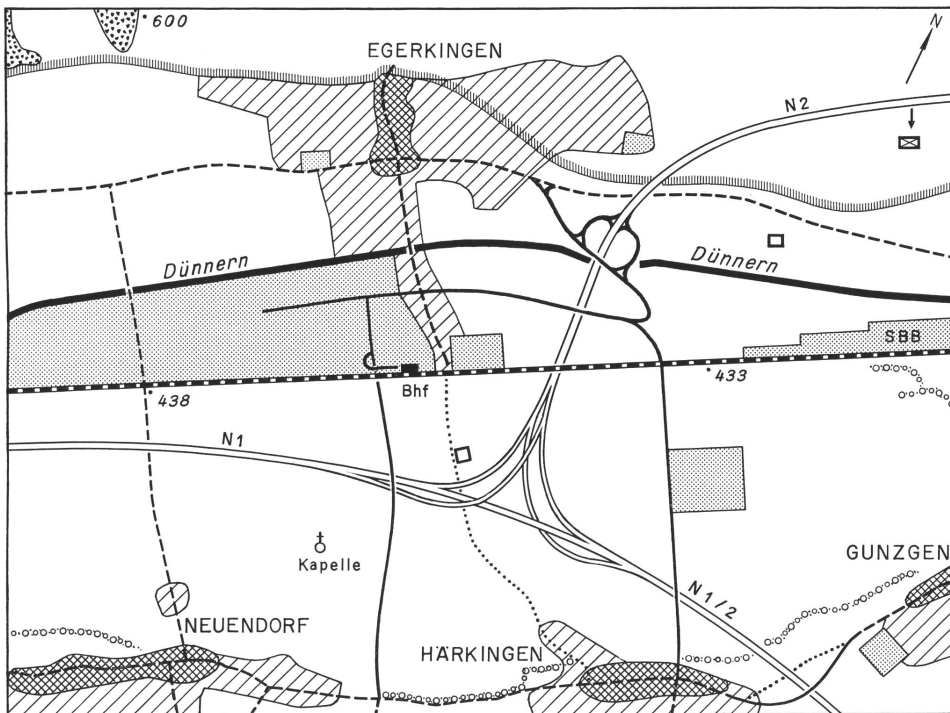 600
N
EGERKINGEN
N2
Dünnern
Dünnern
SBB
433
Bhf
438
N1
Kapelle
GUNZGEN
N1/2
NEUENDORF
HÄRKINGEN